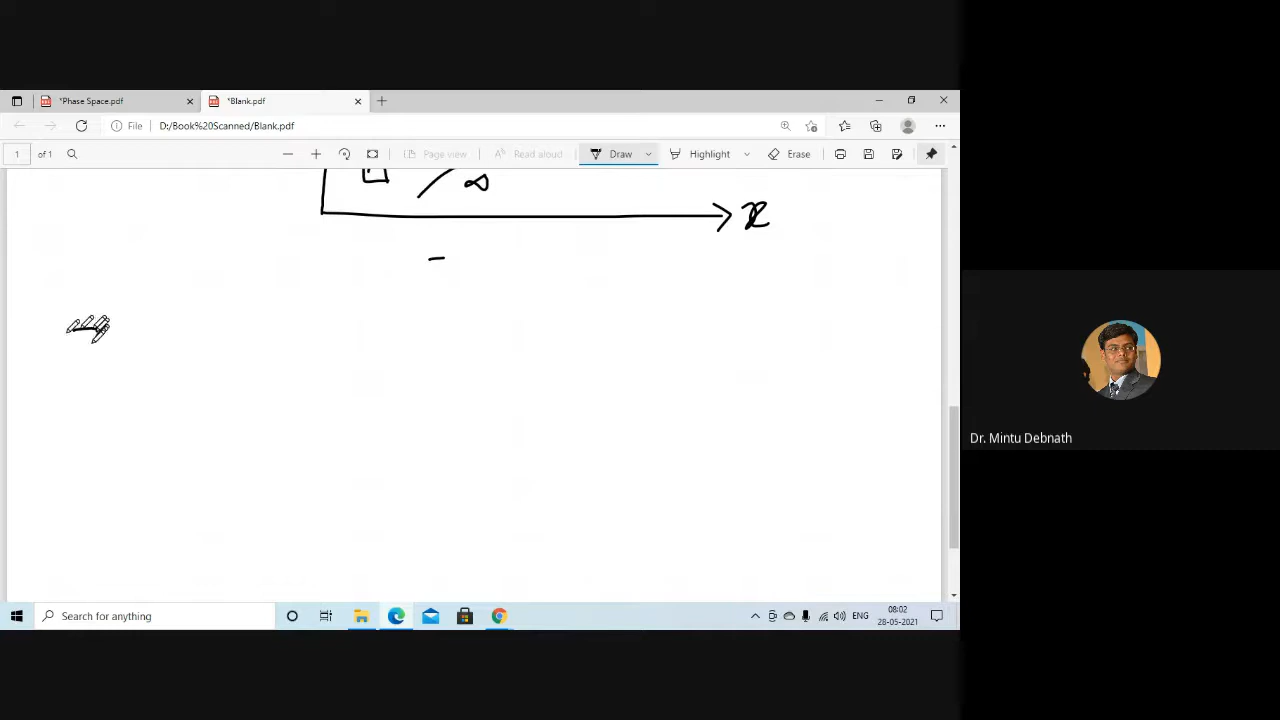 *Phase Space.pdf
*Blank.pdf
File D:/Book%20Scanned/Blank.pdf
1 of 1 Page view Read aloud Draw Highlight Erase
∞
x
Dr. Mintu Debnath
Search for anything
ENG
08:02
28-05-2021